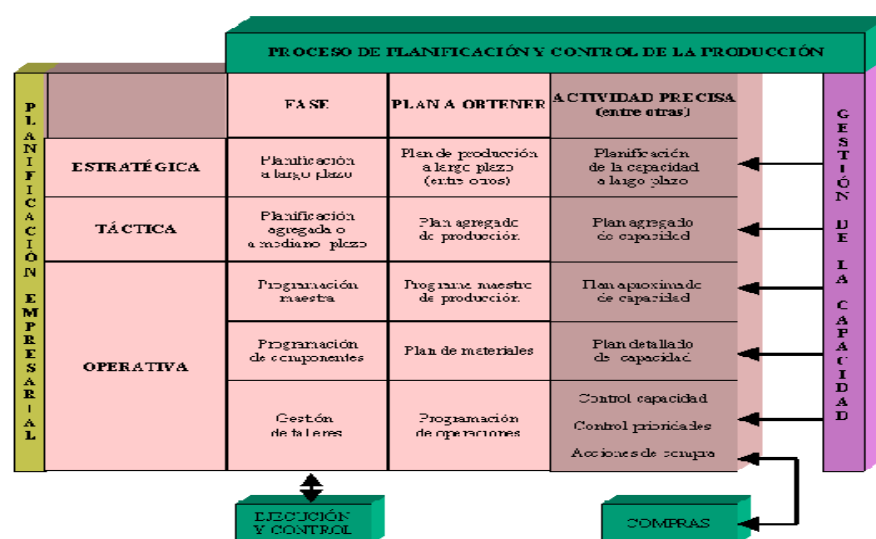 PROCESO DE PLANIFICACIÓN Y CONTROL DE LA PRODUCCIÓN
PLANIFICACIÓN EMPRESARIAL
FASE
PLAN A OBTENER
ACTIVIDAD PRECISA
(entre otras)
GESTIÓN DE LA CAPACIDAD
ESTRATÉGICA
Planificación
a largo plazo
Plan de producción
a largo plazo
(entre otros)
Planificación
de la capacidad
a largo plazo
TÁCTICA
Planificación
agregada o
a mediano plazo
Plan agregado
de producción
Plan agregado
de capacidad
OPERATIVA
Programación
maestra
Programa maestro
de producción
Plan aproximado
de capacidad
Programación
de componentes
Plan de materiales
Plan detallado
de capacidad
Gestión
de talleres
Programación
de operaciones
Control capacidad
Control prioridades
Acciones de compra
EJECUCIÓN
Y CONTROL
COMPRAS